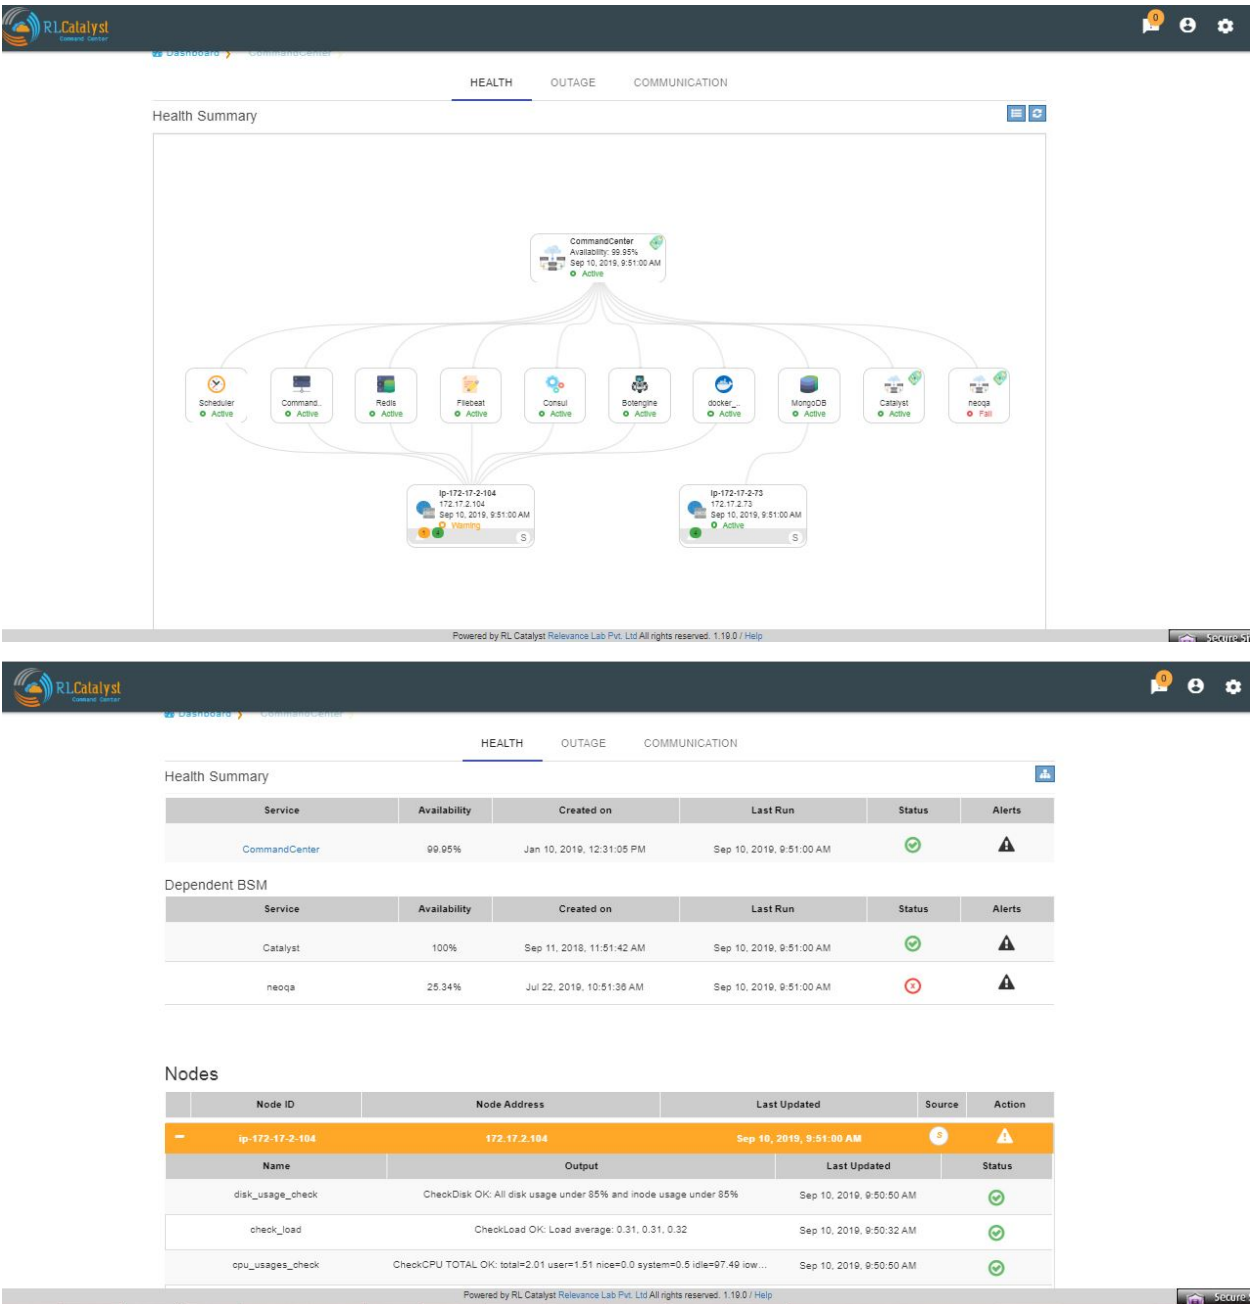 RLCatalyst
Command Center
0
Dashboard CommandCenter
HEALTH OUTAGE COMMUNICATION
Health Summary
CommandCenter
Availability: 99.95%
Sep 10, 2019, 9:51:00 AM
Active
Scheduler Command.. Redis Filebeat Consul Botengine docker_.. MongoDB Catalyst neoqa
Active Active Active Active Active Active Active Active Active Fail
ip-172-17-2-104 ip-172-17-2-73
172.17.2.104 172.17.2.73
Sep 10, 2019, 9:51:00 AM Sep 10, 2019, 9:51:00 AM
Warning Active
1 4 S 4 S
Powered by RL Catalyst Relevance Lab Pvt. Ltd All rights reserved. 1.19.0 / Help
RLCatalyst
Command Center
0
Dashboard CommandCenter
HEALTH OUTAGE COMMUNICATION
Health Summary
Service Availability Created on Last Run Status Alerts
CommandCenter 99.95% Jan 10, 2019, 12:31:05 PM Sep 10, 2019, 9:51:00 AM
Dependent BSM
Service Availability Created on Last Run Status Alerts
Catalyst 100% Sep 11, 2018, 11:51:42 AM Sep 10, 2019, 9:51:00 AM
neoqa 25.34% Jul 22, 2019, 10:51:36 AM Sep 10, 2019, 9:51:00 AM
Nodes
Node ID Node Address Last Updated Source Action
ip-172-17-2-104 172.17.2.104 Sep 10, 2019, 9:51:00 AM S
Name Output Last Updated Status
disk_usage_check CheckDisk OK: All disk usage under 85% and inode usage under 85% Sep 10, 2019, 9:50:50 AM
check_load CheckLoad OK: Load average: 0.31, 0.31, 0.32 Sep 10, 2019, 9:50:32 AM
cpu_usages_check CheckCPU TOTAL OK: total=2.01 user=1.51 nice=0.0 system=0.5 idle=97.49 iow... Sep 10, 2019, 9:50:50 AM
Powered by RL Catalyst Relevance Lab Pvt. Ltd All rights reserved. 1.19.0 / Help
Secure